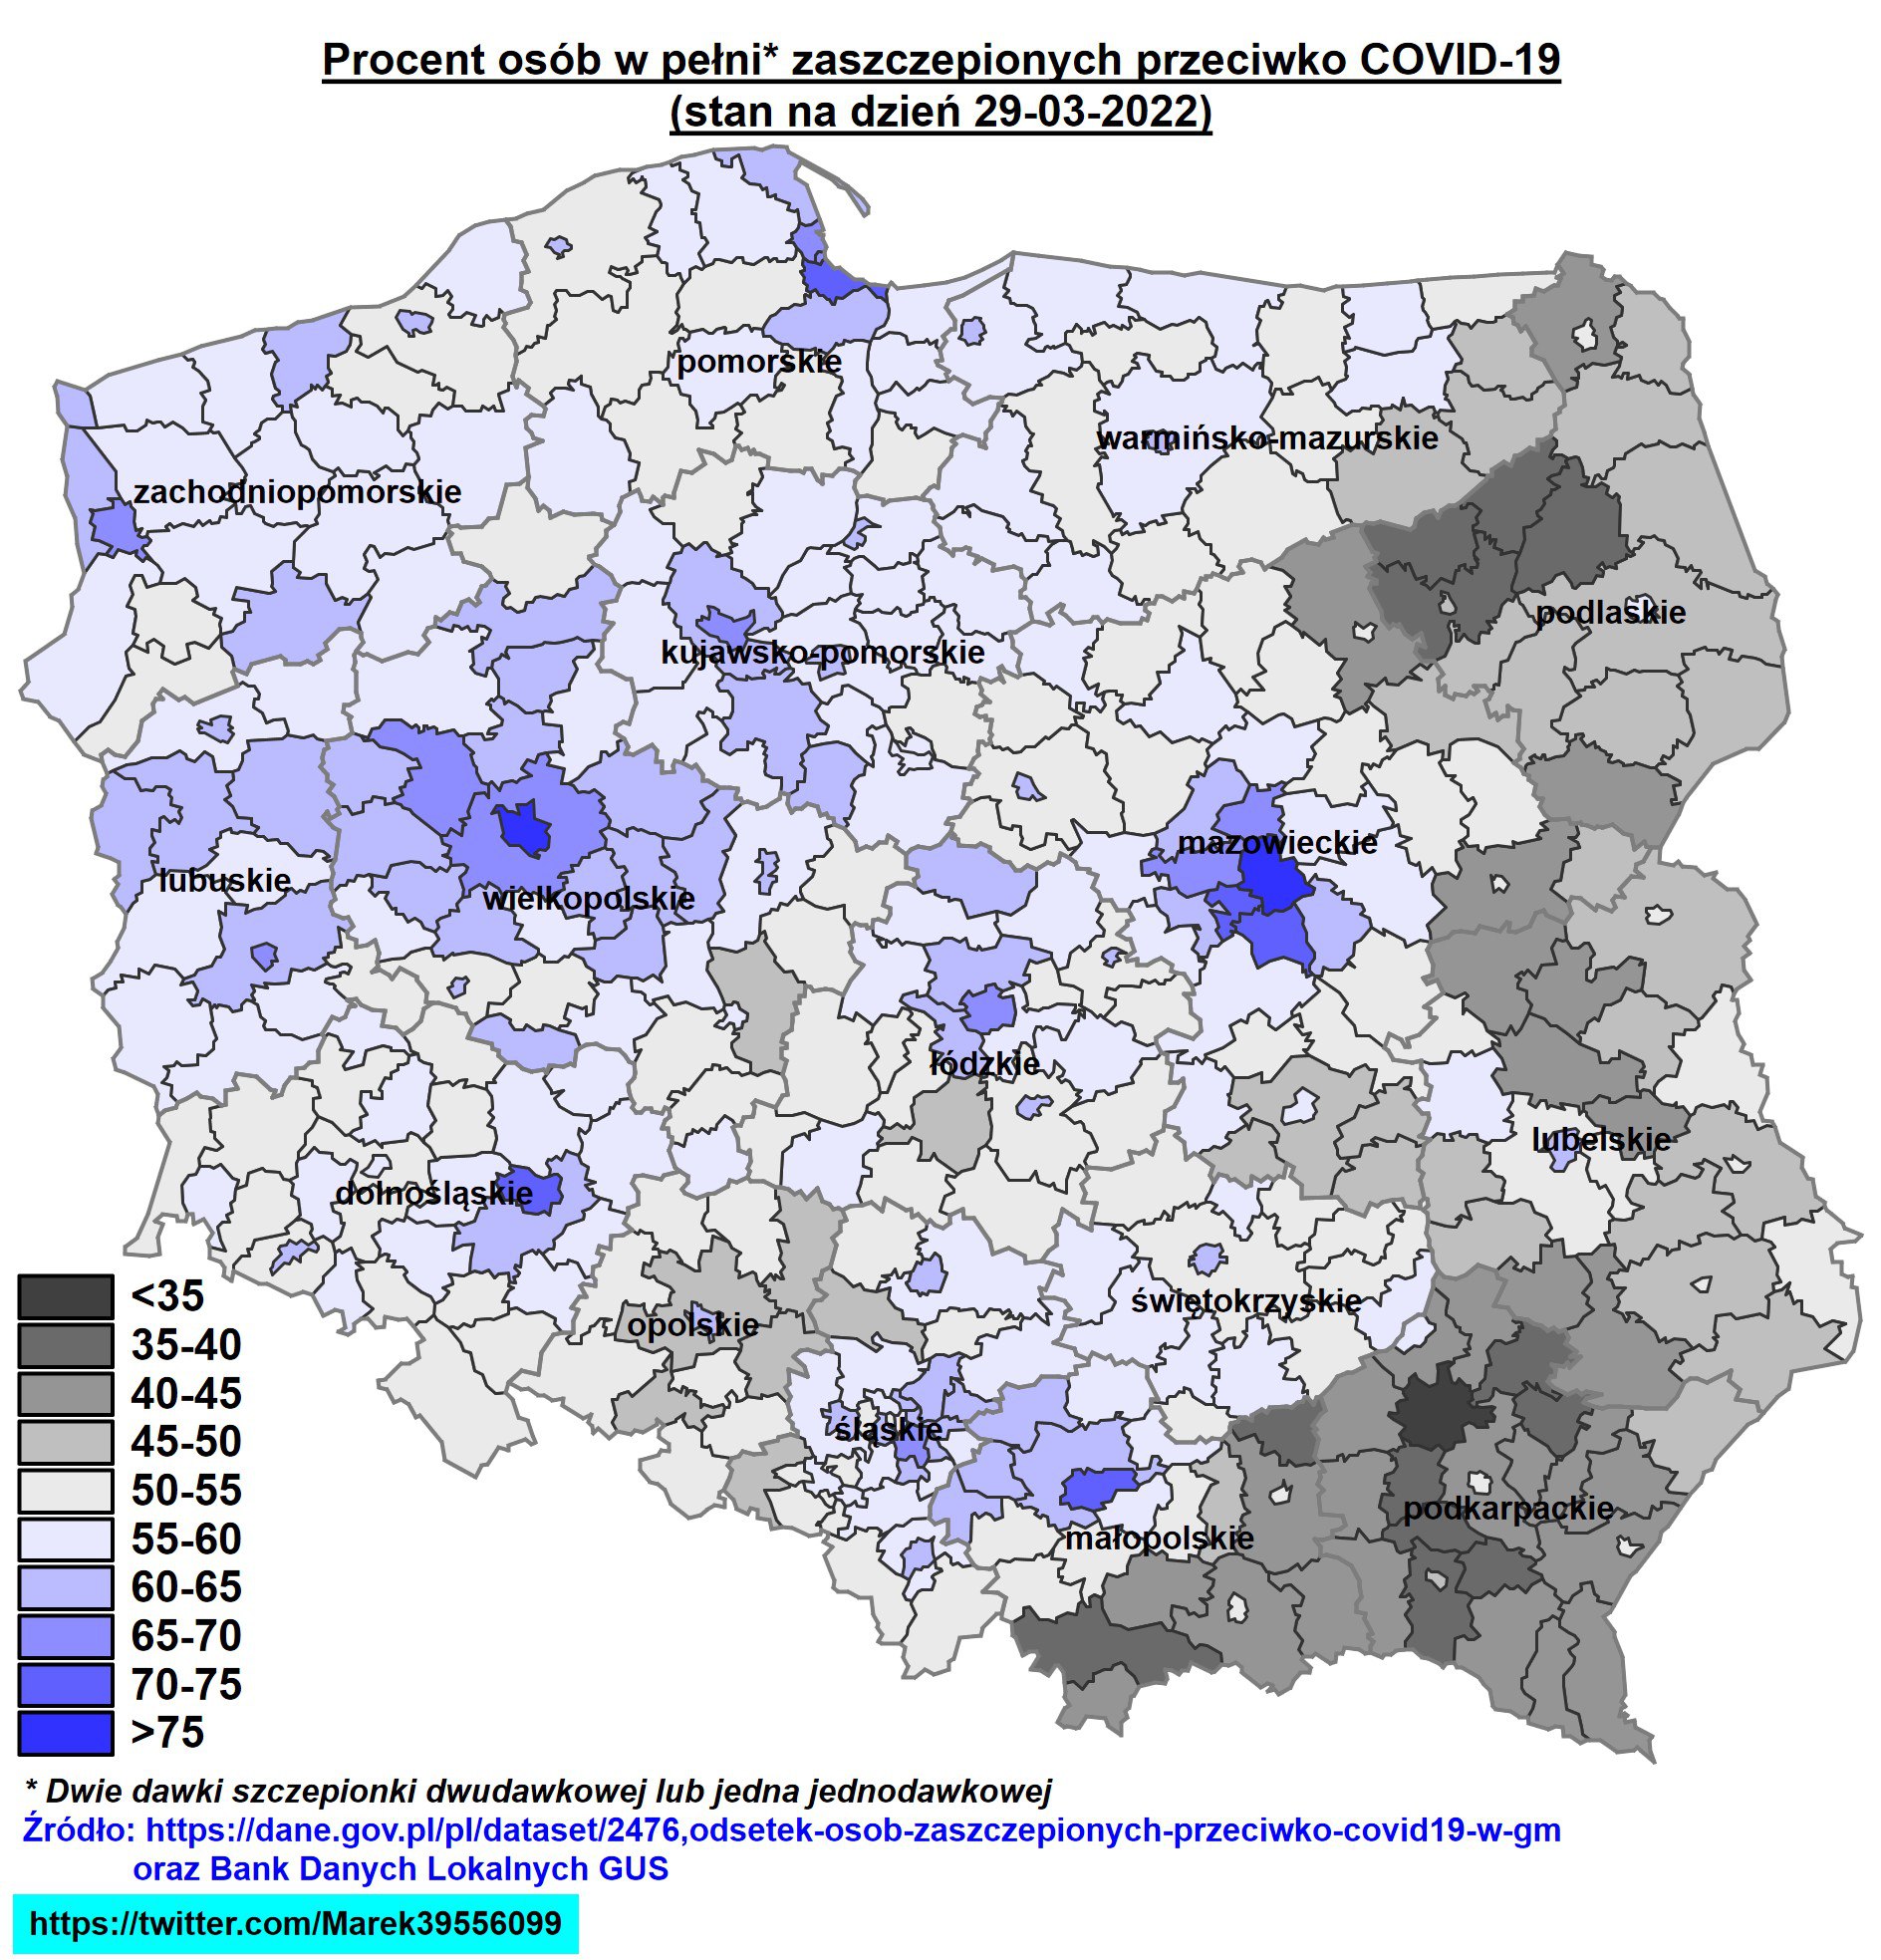 Procent osób w pełni* zaszczepionych przeciwko COVID-19
(stan na dzień 29-03-2022)
pomorskie
warmińsko-mazurskie
zachodniopomorskie
podlaskie
kujawsko-pomorskie
mazowieckie
lubuskie
wielkopolskie
łódzkie
lubelskie
dolnośląskie
świętokrzyskie
opolskie
śląskie
podkarpackie
małopolskie
<35
35-40
40-45
45-50
50-55
55-60
60-65
65-70
70-75
>75
* Dwie dawki szczepionki dwudawkowej lub jedna jednodawkowej
Źródło: https://dane.gov.pl/pl/dataset/2476,odsetek-osob-zaszczepionych-przeciwko-covid19-w-gm
oraz Bank Danych Lokalnych GUS
https://twitter.com/Marek39556099